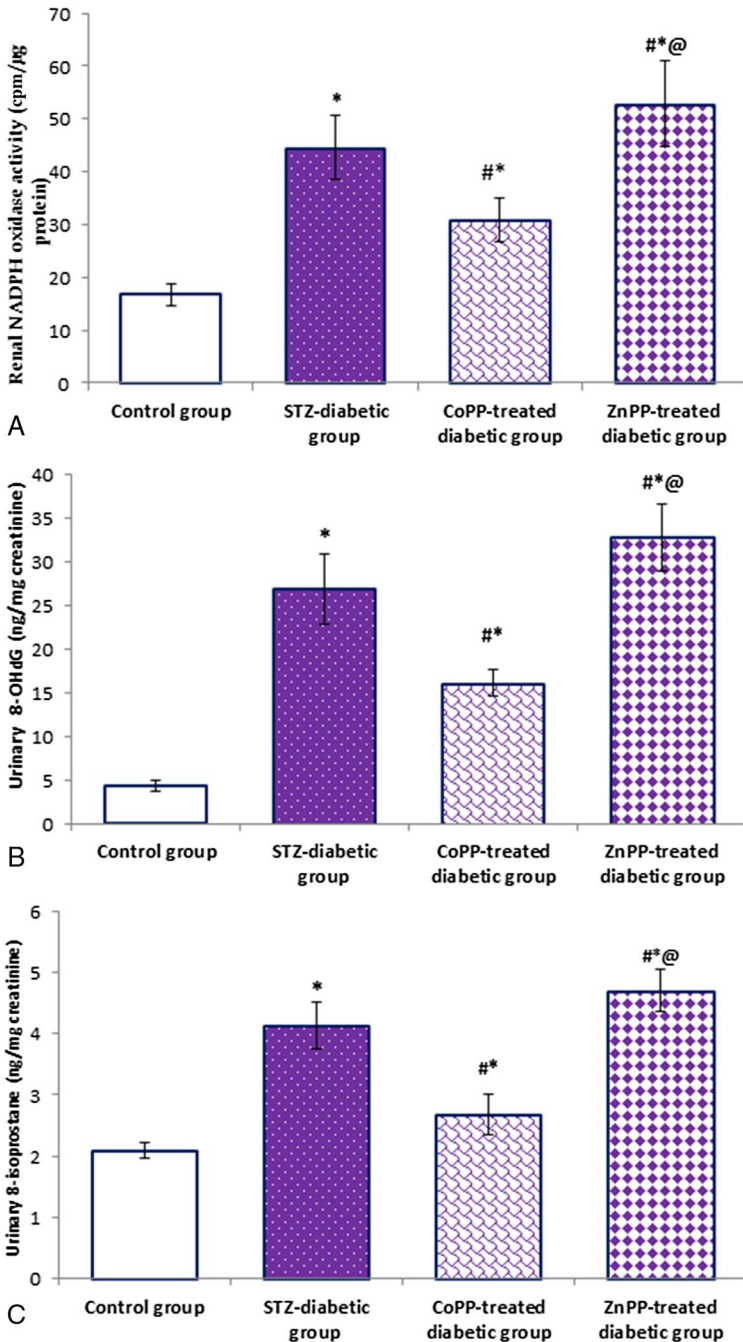 Renal NADPH oxidase activity (cpm/µg
protein)
70
60
50
40
30
20
10
0
*
#*
#*@
Control group
STZ-diabetic
group
CoPP-treated
diabetic group
ZnPP-treated
diabetic group
A
Urinary 8-OHdG (ng/mg creatinine)
40
35
30
25
20
15
10
5
0
*
#*
#*@
Control group
STZ-diabetic
group
CoPP-treated
diabetic group
ZnPP-treated
diabetic group
B
Urinary 8-isoprostane (ng/mg creatinine)
6
5
4
3
2
1
0
*
#*
#*@
Control group
STZ-diabetic
group
CoPP-treated
diabetic group
ZnPP-treated
diabetic group
C